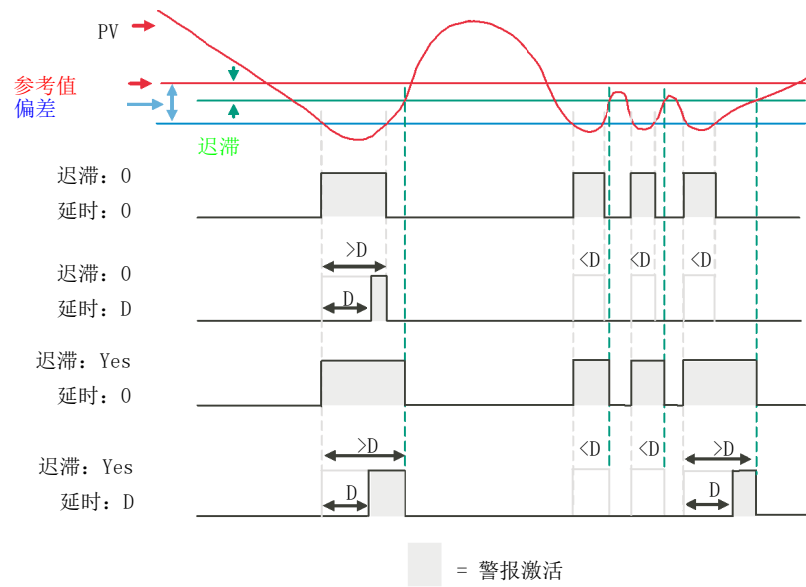 PV
参考值
偏差
迟滞
迟滞: 0
延时: 0
>D
<D
<D
<D
迟滞: 0
延时: D
D
迟滞: Yes
延时: 0
>D
<D
<D
>D
迟滞: Yes
延时: D
D
D
= 警报激活